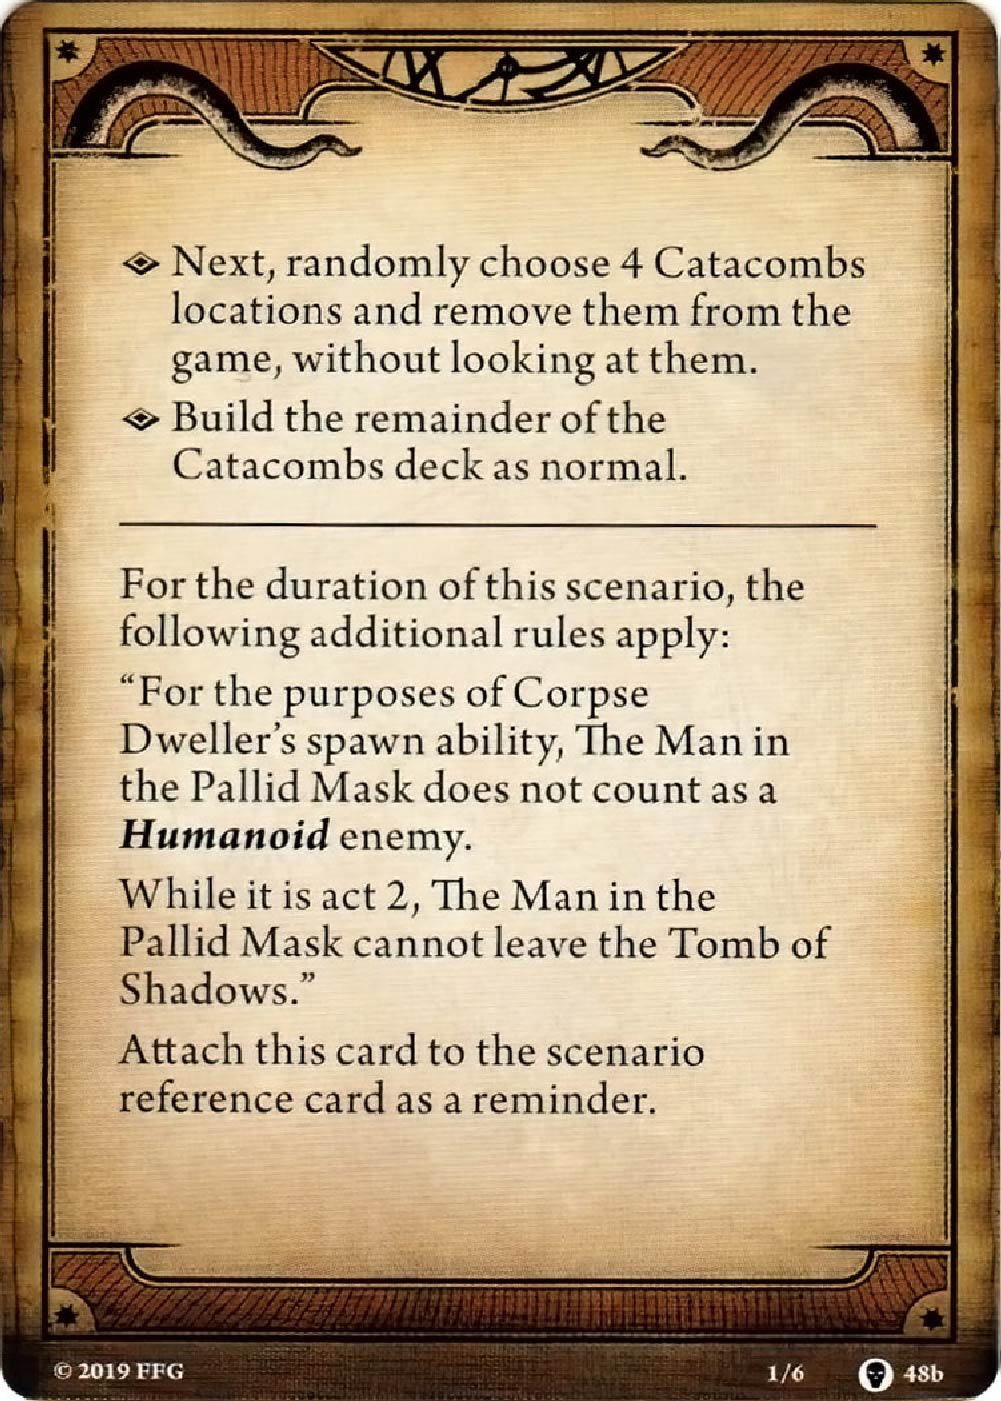 Next, randomly choose 4 Catacombs
locations and remove them from the
game, without looking at them.
Build the remainder of the
Catacombs deck as normal.
For the duration of this scenario, the
following additional rules apply:
“For the purposes of Corpse
Dweller’s spawn ability, The Man in
the Pallid Mask does not count as a
Humanoid enemy.
While it is act 2, The Man in the
Pallid Mask cannot leave the Tomb of
Shadows.”
Attach this card to the scenario
reference card as a reminder.
© 2019 FFG
1/6
48b